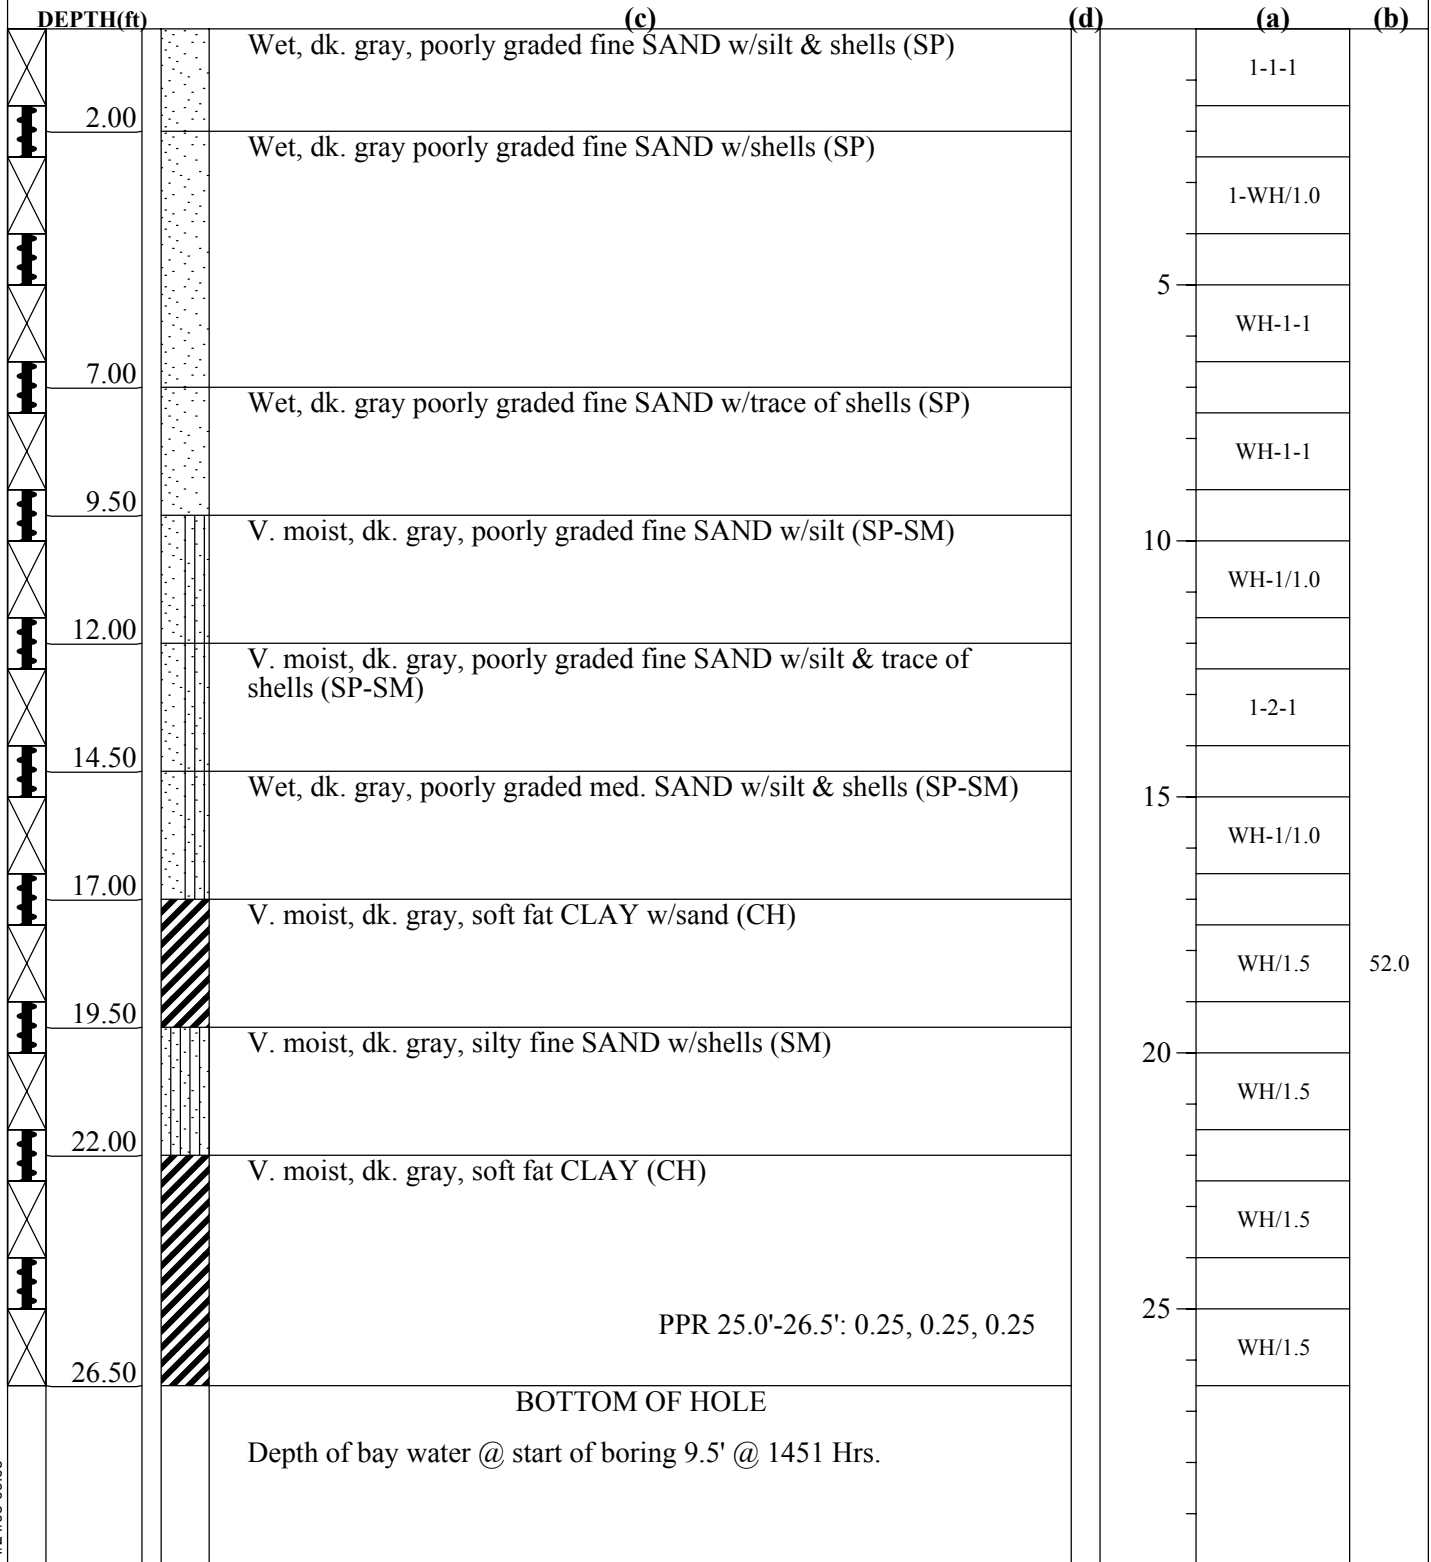 DEPTH(ft) (c) (d) (a) (b)
Wet, dk. gray, poorly graded fine SAND w/silt & shells (SP)
1-1-1
2.00
Wet, dk. gray poorly graded fine SAND w/shells (SP)
1-WH/1.0
5
WH-1-1
7.00
Wet, dk. gray poorly graded fine SAND w/trace of shells (SP)
WH-1-1
9.50
V. moist, dk. gray, poorly graded fine SAND w/silt (SP-SM)
10
WH-1/1.0
12.00
V. moist, dk. gray, poorly graded fine SAND w/silt & trace of
shells (SP-SM)
1-2-1
14.50
Wet, dk. gray, poorly graded med. SAND w/silt & shells (SP-SM)
15
WH-1/1.0
17.00
V. moist, dk. gray, soft fat CLAY w/sand (CH)
WH/1.5 52.0
19.50
V. moist, dk. gray, silty fine SAND w/shells (SM)
20
WH/1.5
22.00
V. moist, dk. gray, soft fat CLAY (CH)
WH/1.5
25
PPR 25.0'-26.5': 0.25, 0.25, 0.25
WH/1.5
26.50
BOTTOM OF HOLE
Depth of bay water @ start of boring 9.5' @ 1451 Hrs.